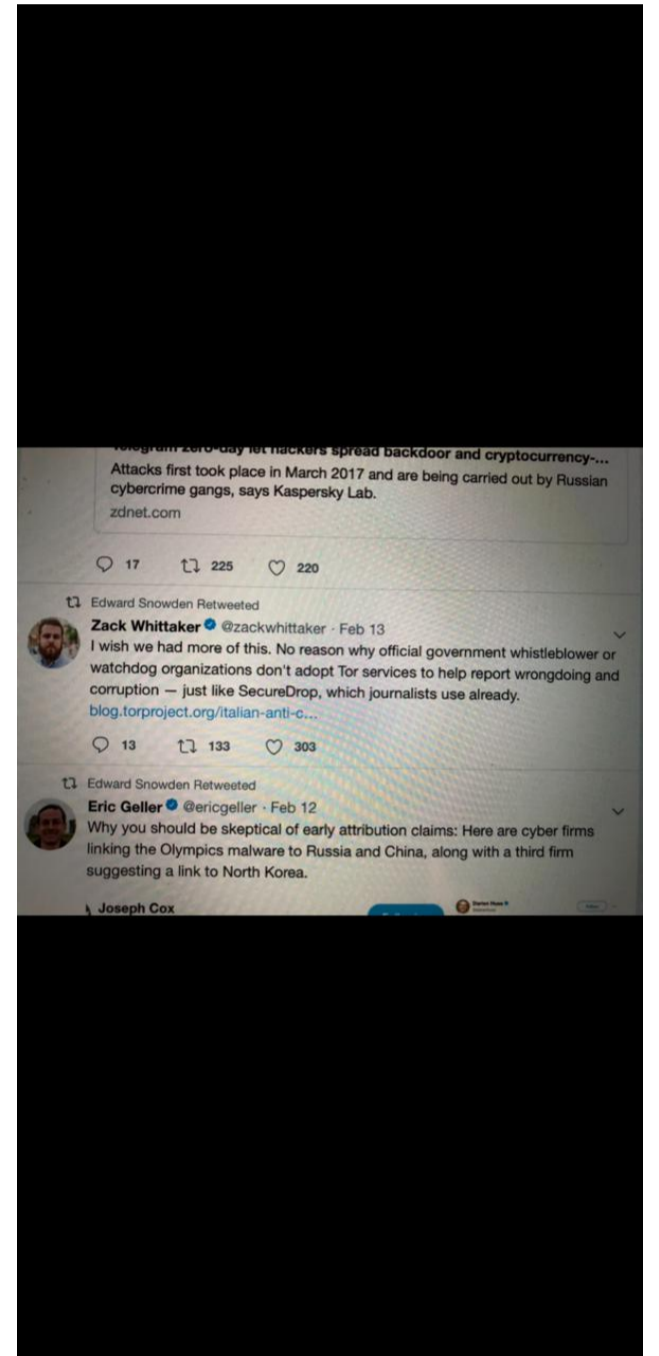 Telegram zero-day let hackers spread backdoor and cryptocurrency-...
Attacks first took place in March 2017 and are being carried out by Russian
cybercrime gangs, says Kaspersky Lab.
zdnet.com
17 225 220
Edward Snowden Retweeted
Zack Whittaker @zackwhittaker · Feb 13
I wish we had more of this. No reason why official government whistleblower or
watchdog organizations don't adopt Tor services to help report wrongdoing and
corruption — just like SecureDrop, which journalists use already.
blog.torproject.org/italian-anti-c...
13 133 303
Edward Snowden Retweeted
Eric Geller @ericgeller · Feb 12
Why you should be skeptical of early attribution claims: Here are cyber firms
linking the Olympics malware to Russia and China, along with a third firm
suggesting a link to North Korea.
Joseph Cox